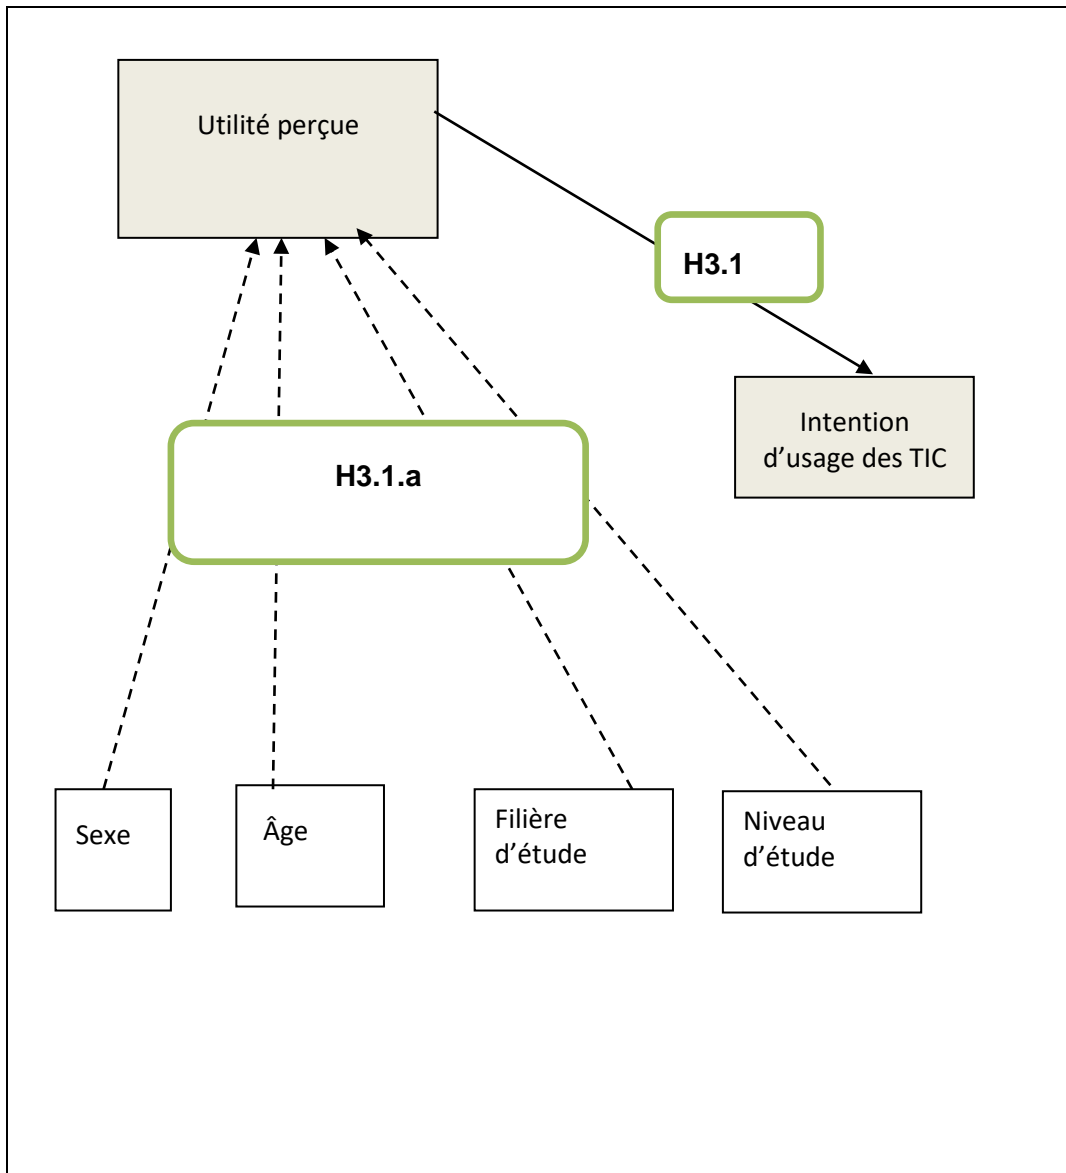 Utilité perçue
H3.1
Intention
d’usage des TIC
H3.1.a
Sexe
Âge
Filière
d’étude
Niveau
d’étude